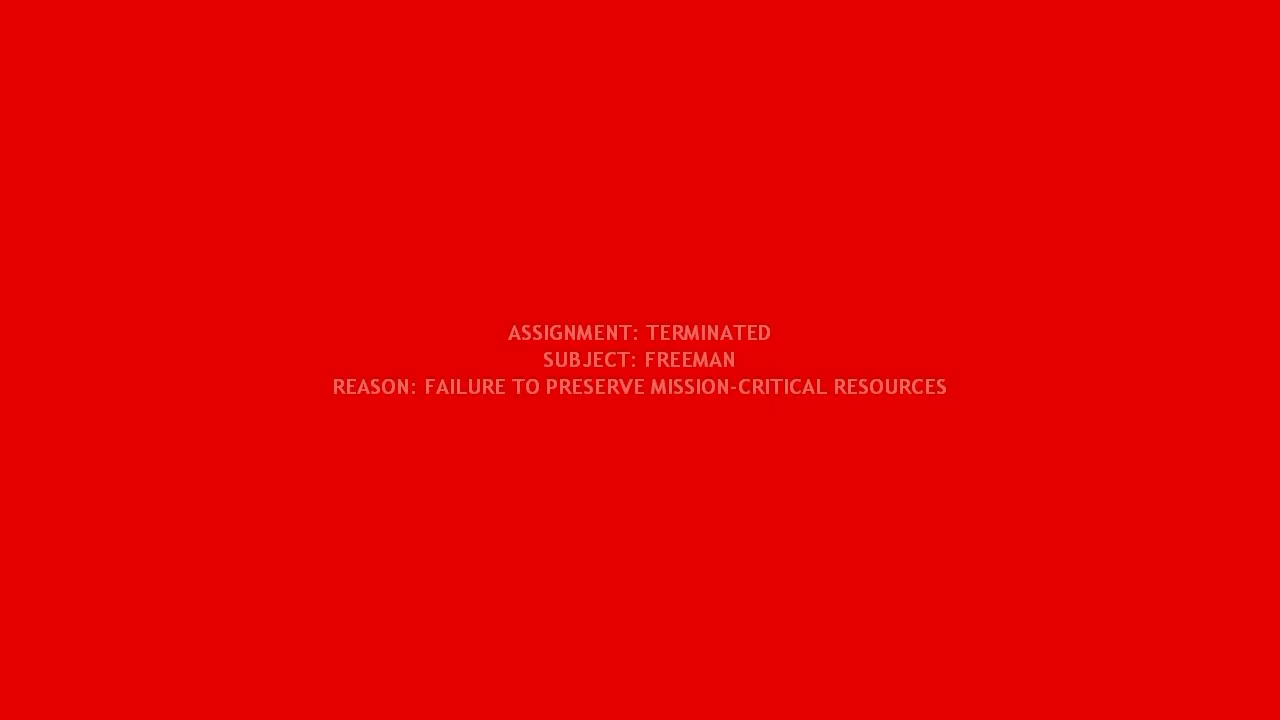 ASSIGNMENT: TERMINATED
SUBJECT: FREEMAN
REASON: FAILURE TO PRESERVE MISSION-CRITICAL RESOURCES